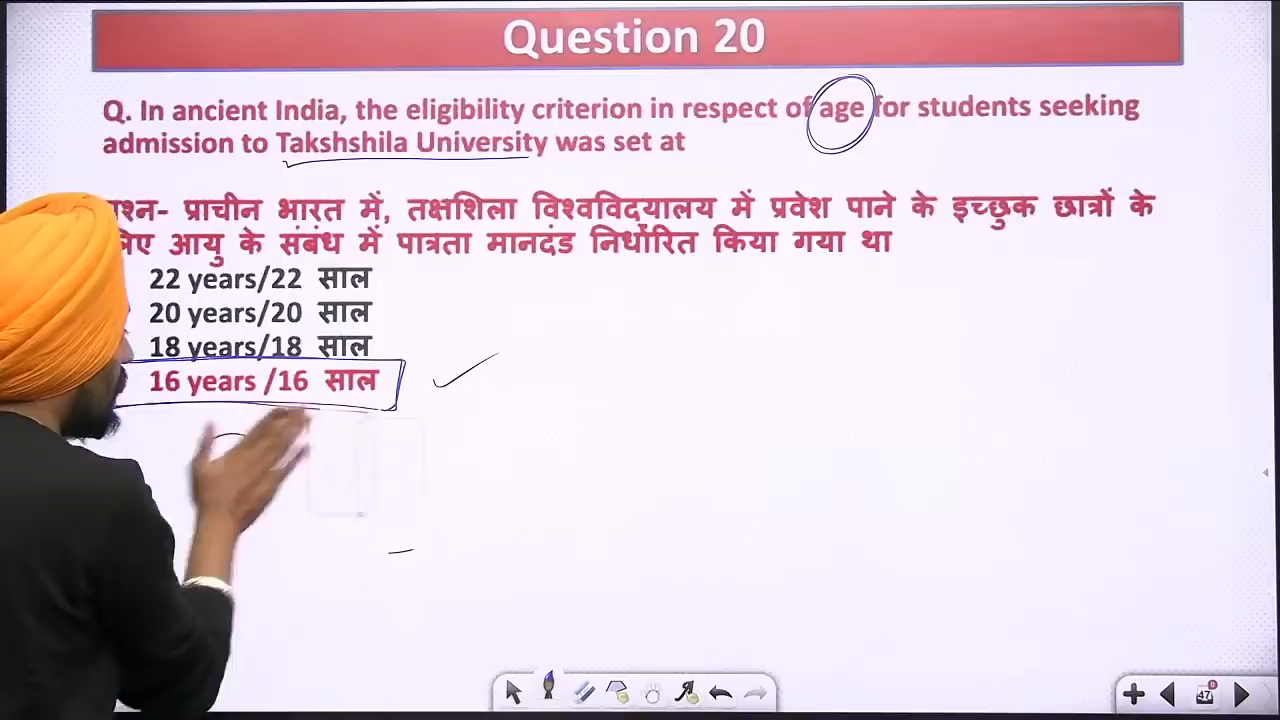 Question 20
Q. In ancient India, the eligibility criterion in respect of age for students seeking
admission to Takshshila University was set at
प्राचीन भारत में, तक्षशिला विश्वविद्यालय में प्रवेश पाने के इच्छुक छात्रों के
आयु के संबंध में पात्रता मानदंड निर्धारित किया गया था
22 years/22 साल
20 years/20 साल
18 years/18 साल
16 years /16 साल
47